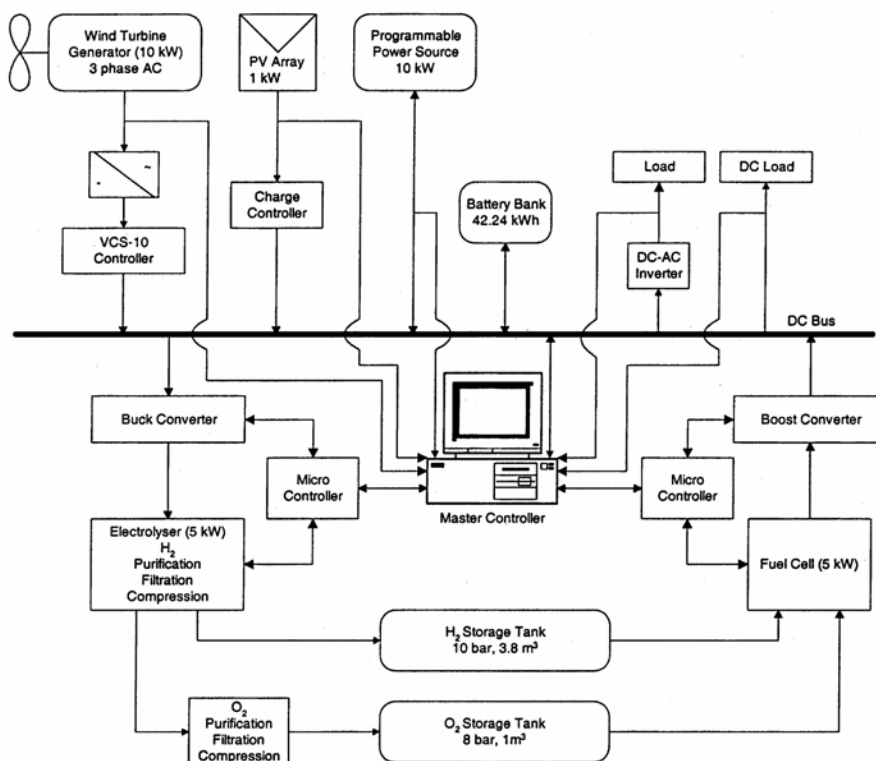 Wind Turbine
Generator (10 kW)
3 phase AC
PV Array
1 kW
Programmable
Power Source
10 kW
~
-
VCS-10
Controller
Charge
Controller
Battery Bank
42.24 kWh
Load
DC Load
DC-AC
Inverter
DC Bus
Buck Converter
Boost Converter
Micro
Controller
Master Controller
Micro
Controller
Electrolyser (5 kW)
H₂
Purification
Filtration
Compression
Fuel Cell (5 kW)
H₂ Storage Tank
10 bar, 3.8 m³
O₂
Purification
Filtration
Compression
O₂ Storage Tank
8 bar, 1m³